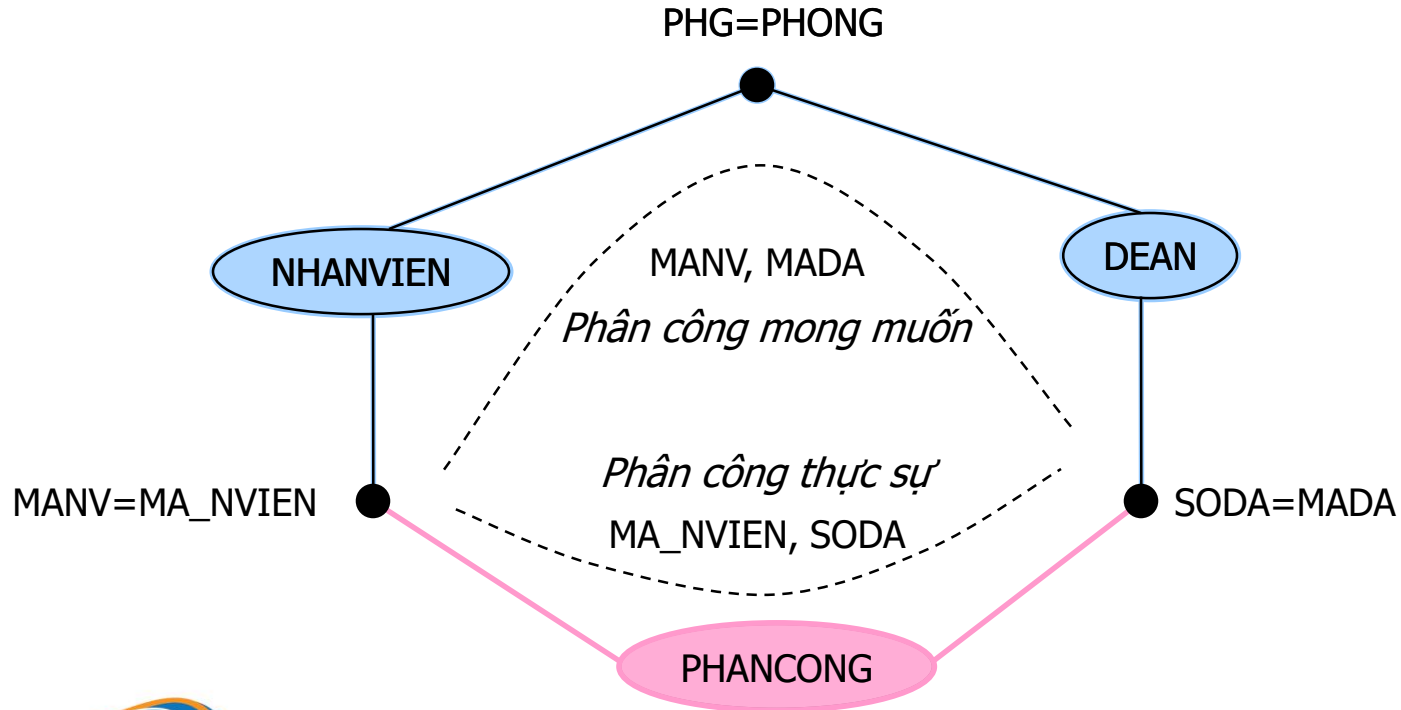 PHG=PHONG
NHANVIEN
DEAN
MANV, MADA
Phân công mong muốn
Phân công thực sự
MANV=MA_NVIEN
SODA=MADA
MA_NVIEN, SODA
PHANCONG